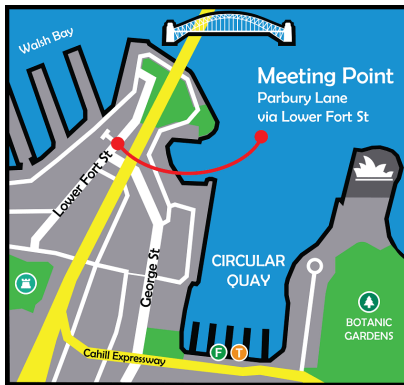 Walsh Bay
Meeting Point
Parbury Lane
via Lower Fort St
Lower Fort St
George St
CIRCULAR
QUAY
BOTANIC
GARDENS
F
T
Cahill Expressway